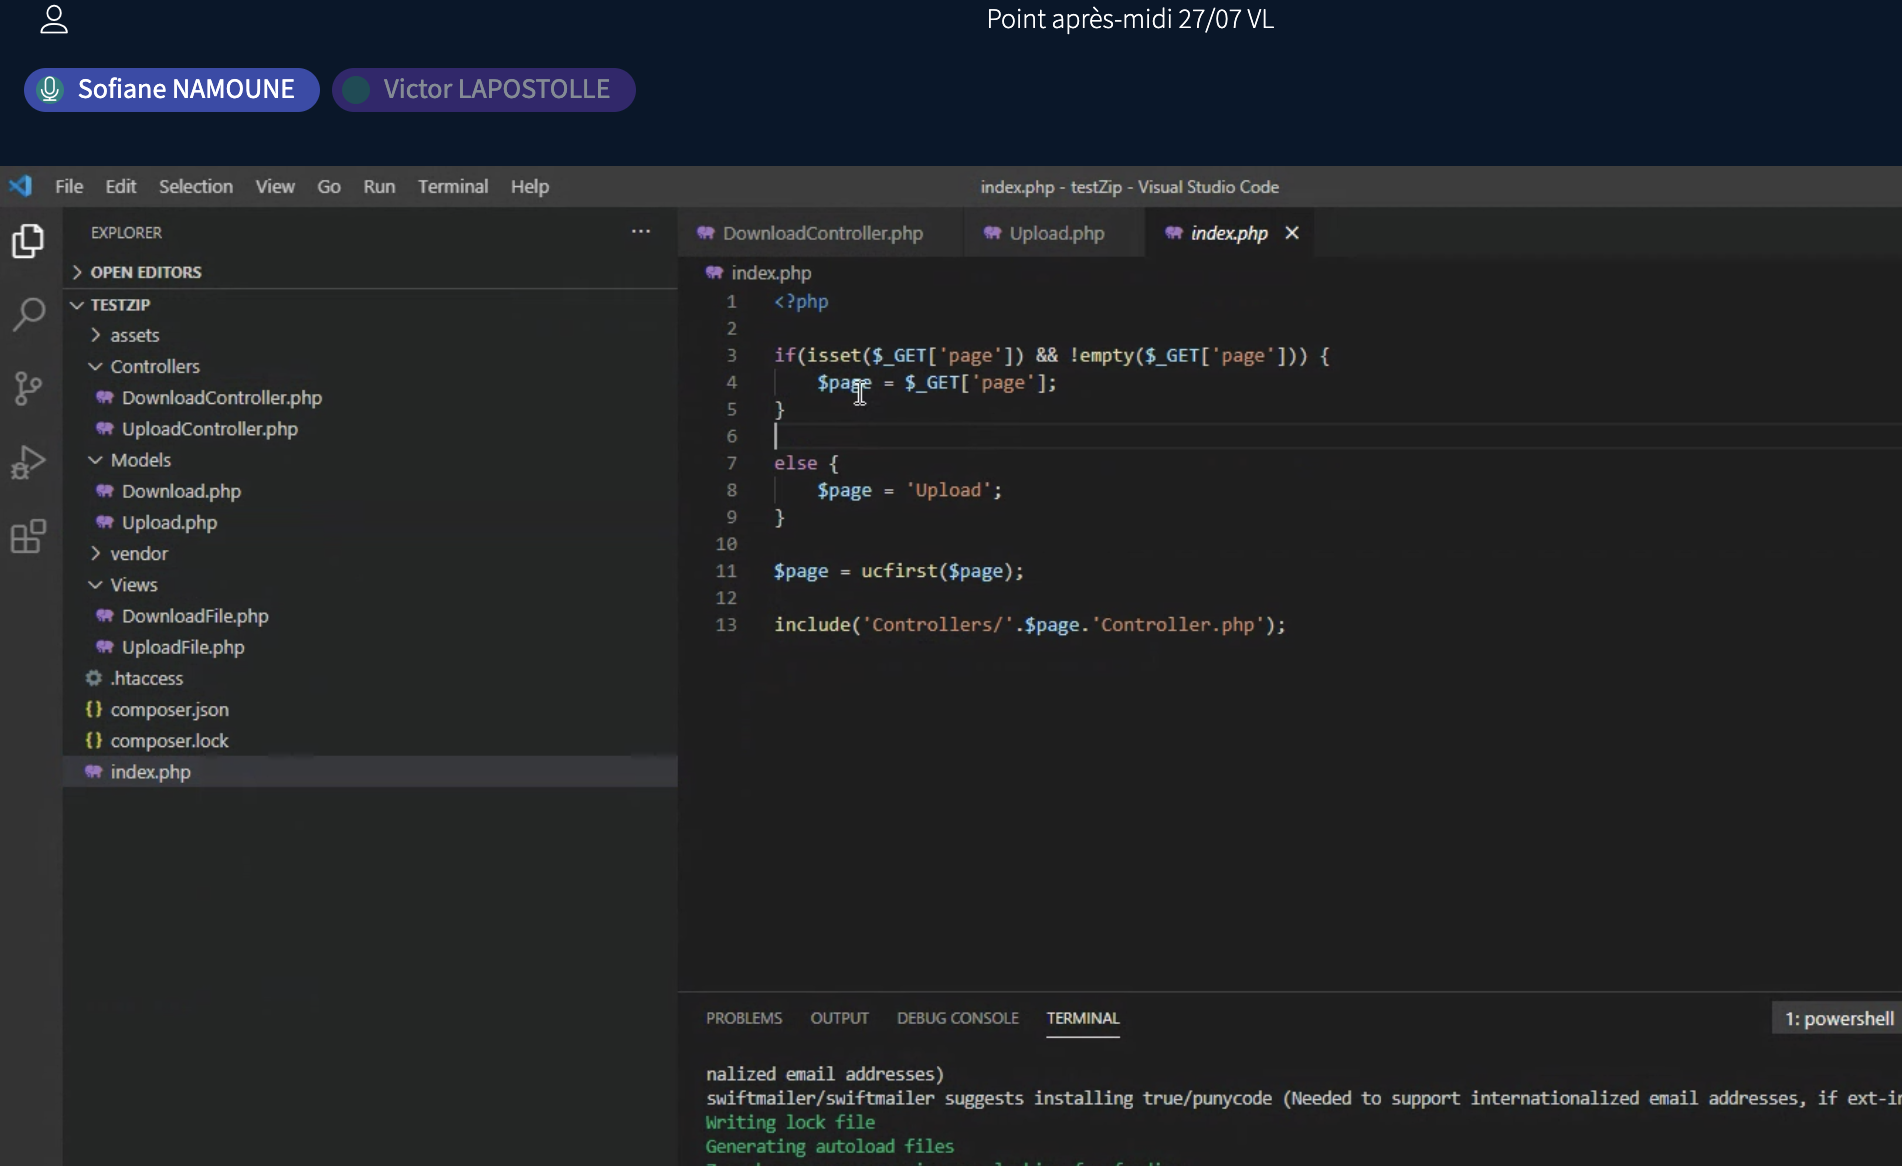 Point après-midi 27/07 VL
Sofiane NAMOUNE
Victor LAPOSTOLLE
File Edit Selection View Go Run Terminal Help
index.php - testZip - Visual Studio Code
EXPLORER
OPEN EDITORS
TESTZIP
assets
Controllers
DownloadController.php
UploadController.php
Models
Download.php
Upload.php
vendor
Views
DownloadFile.php
UploadFile.php
.htaccess
composer.json
composer.lock
index.php
DownloadController.php Upload.php index.php
index.php
1 <?php
2
3 if(isset($_GET['page']) && !empty($_GET['page'])) {
4 $page = $_GET['page'];
5 }
6
7 else {
8 $page = 'Upload';
9 }
10
11 $page = ucfirst($page);
12
13 include('Controllers/'.$page.'Controller.php');
PROBLEMS OUTPUT DEBUG CONSOLE TERMINAL
1: powershell
nalized email addresses)
swiftmailer/swiftmailer suggests installing true/punycode (Needed to support internationalized email addresses, if
Writing lock file
Generating autoload files